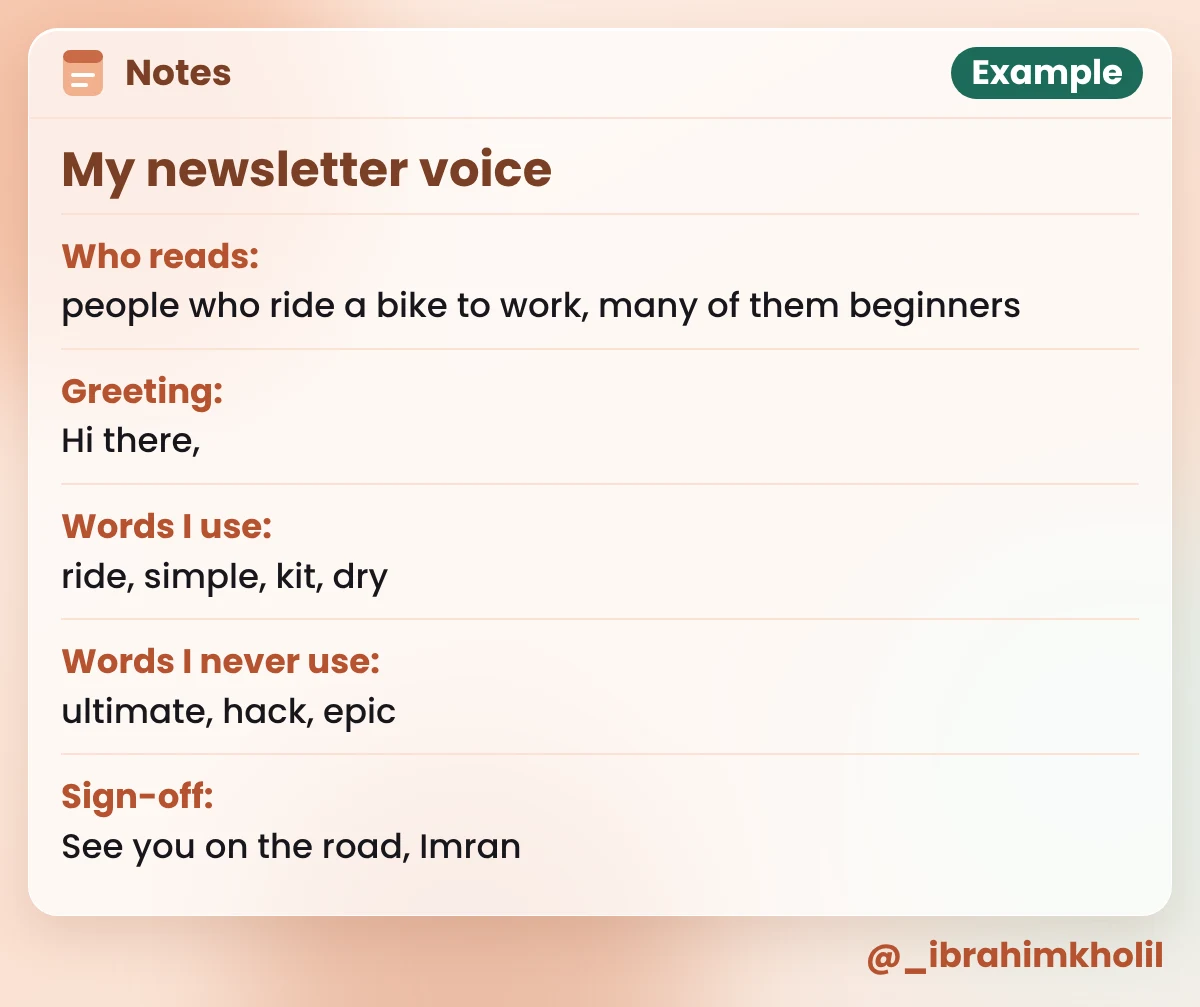 Notes
Example
My newsletter voice
Who reads:
people who ride a bike to work, many of them beginners
Greeting:
Hi there,
Words I use:
ride, simple, kit, dry
Words I never use:
ultimate, hack, epic
Sign-off:
See you on the road, Imran
@_ibrahimkholil